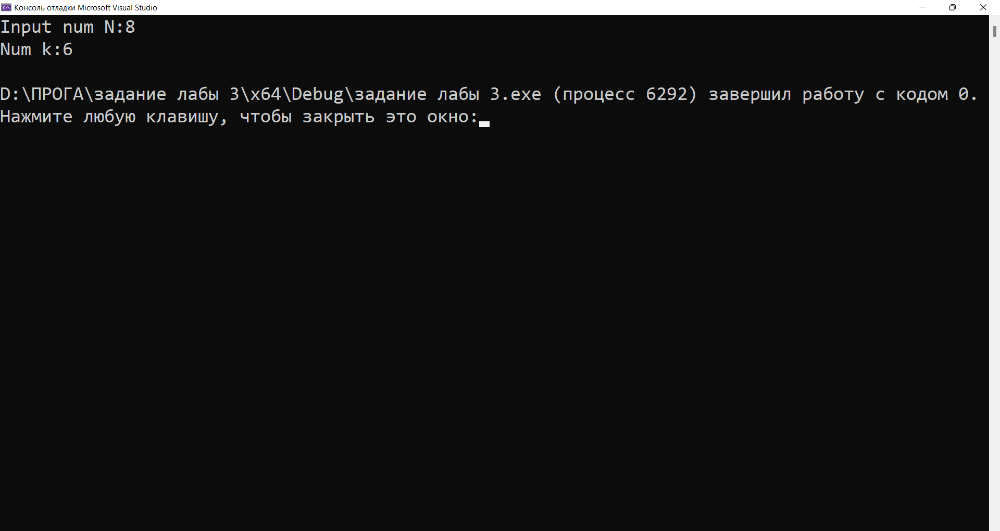 Консоль отладки Microsoft Visual Studio
Input num N:8
Num k:6
D:\ПРОГА\задание лабы 3\x64\Debug\задание лабы 3.exe (процесс 6292) завершил работу с кодом 0.
Нажмите любую клавишу, чтобы закрыть это окно: